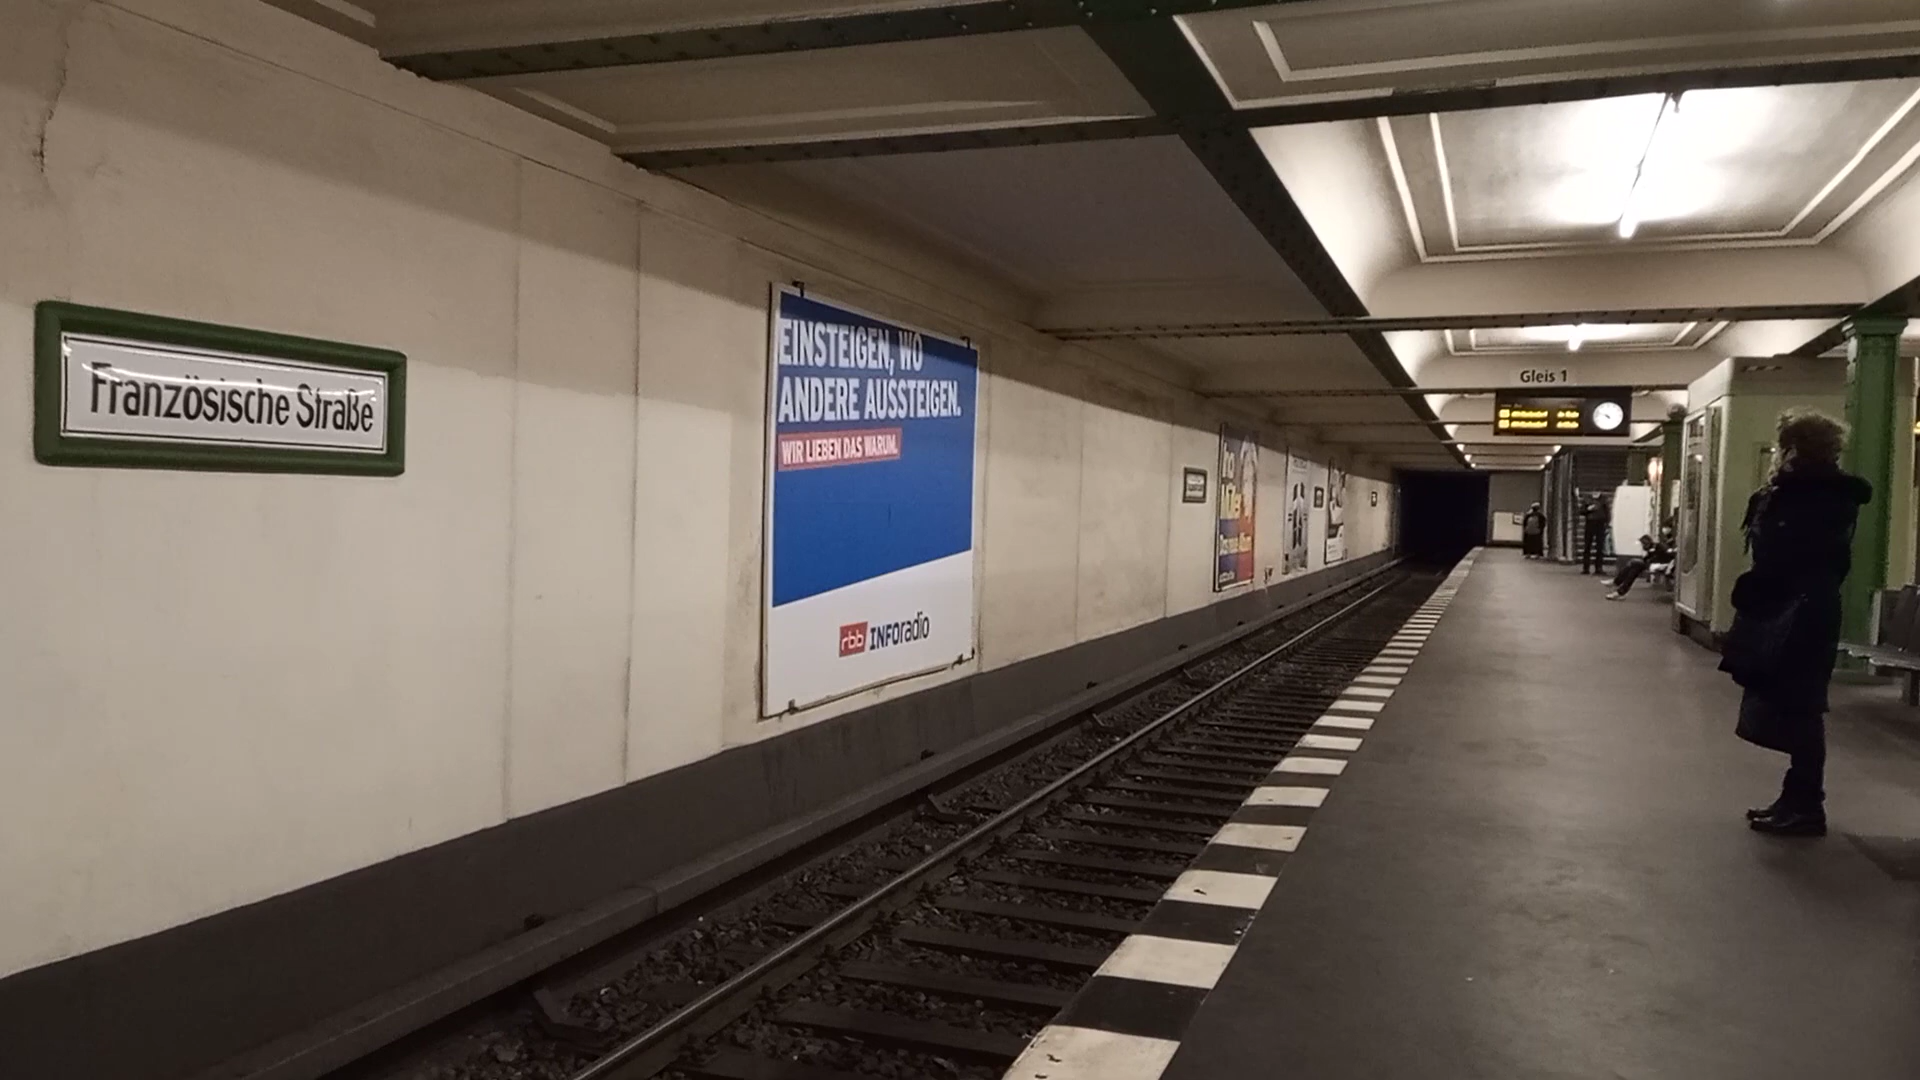 Französische Straße
EINSTEIGEN, WO
ANDERE AUSSTEIGEN.
WIR LIEBEN DAS WARUM.
rbb INFOradio
Gleis 1